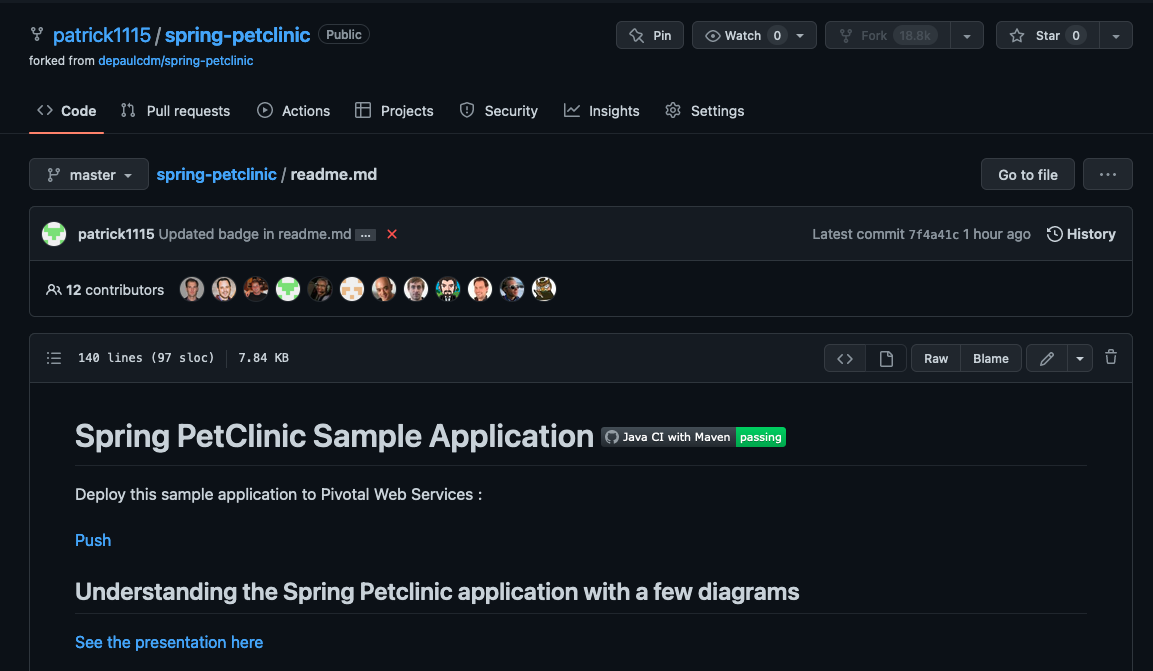 patrick1115 / spring-petclinic Public Pin Watch 0 Fork 18.8k Star 0
forked from depaulcdm/spring-petclinic
Code Pull requests Actions Projects Security Insights Settings
master spring-petclinic / readme.md Go to file ...
patrick1115 Updated badge in readme.md ... Latest commit 7f4a41c 1 hour ago History
12 contributors
140 lines (97 sloc) 7.84 KB Raw Blame
Spring PetClinic Sample Application Java CI with Maven passing
Deploy this sample application to Pivotal Web Services :
Push
Understanding the Spring Petclinic application with a few diagrams
See the presentation here